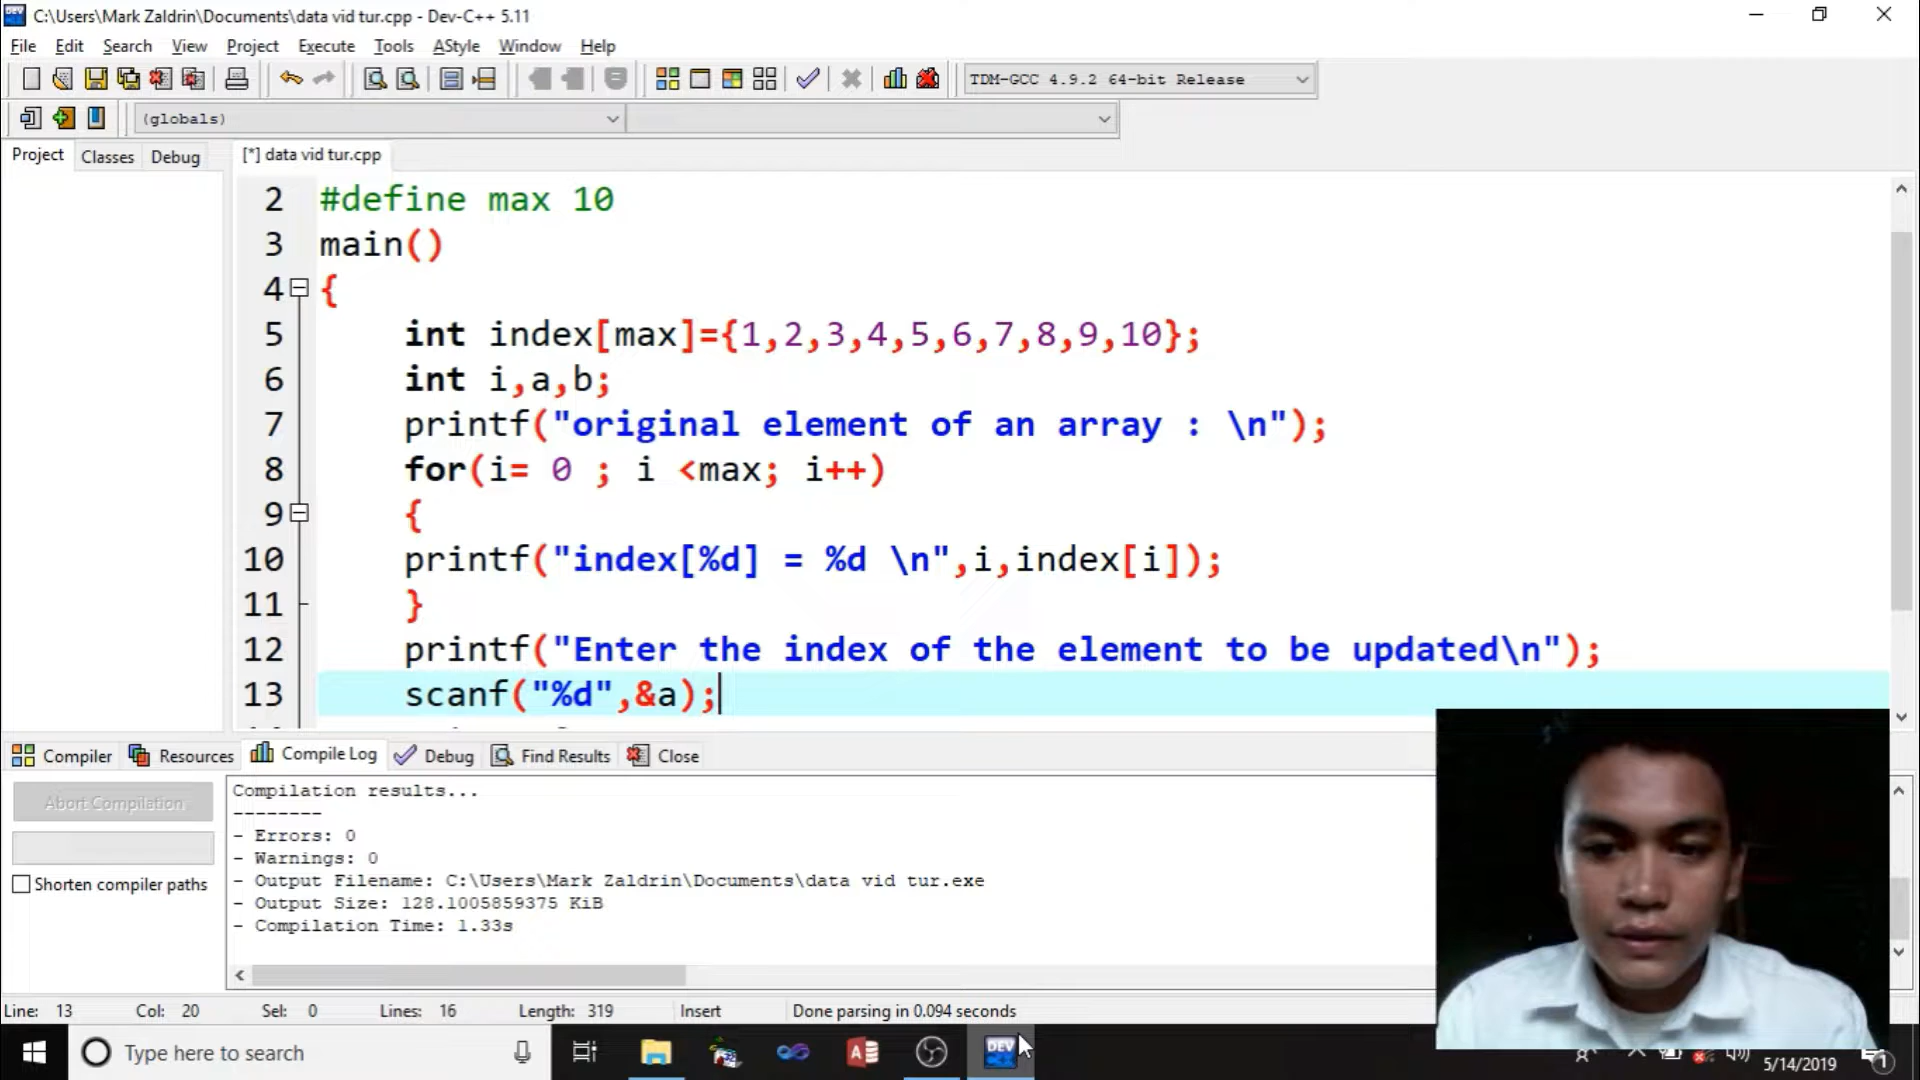 C:\Users\Mark Zaldrin\Documents\data vid tur.cpp - Dev-C++ 5.11
File Edit Search View Project Execute Tools AStyle Window Help
TDM-GCC 4.9.2 64-bit Release
(globals)
Project Classes Debug [*] data vid tur.cpp
2 #define max 10
3 main()
4 {
5 int index[max]={1,2,3,4,5,6,7,8,9,10};
6 int i,a,b;
7 printf("original element of an array : \n");
8 for(i= 0 ; i <max; i++)
9 {
10 printf("index[%d] = %d \n",i,index[i]);
11 }
12 printf("Enter the index of the element to be updated\n");
13 scanf("%d",&a);
Compiler Resources Compile Log Debug Find Results Close
Abort Compilation
Shorten compiler paths
Compilation results...
--------
- Errors: 0
- Warnings: 0
- Output Filename: C:\Users\Mark Zaldrin\Documents\data vid tur.exe
- Output Size: 128.1005859375 KiB
- Compilation Time: 1.33s
Line: 13 Col: 20 Sel: 0 Lines: 16 Length: 319 Insert Done parsing in 0.094 seconds
Type here to search
DEV
5/14/2019
1